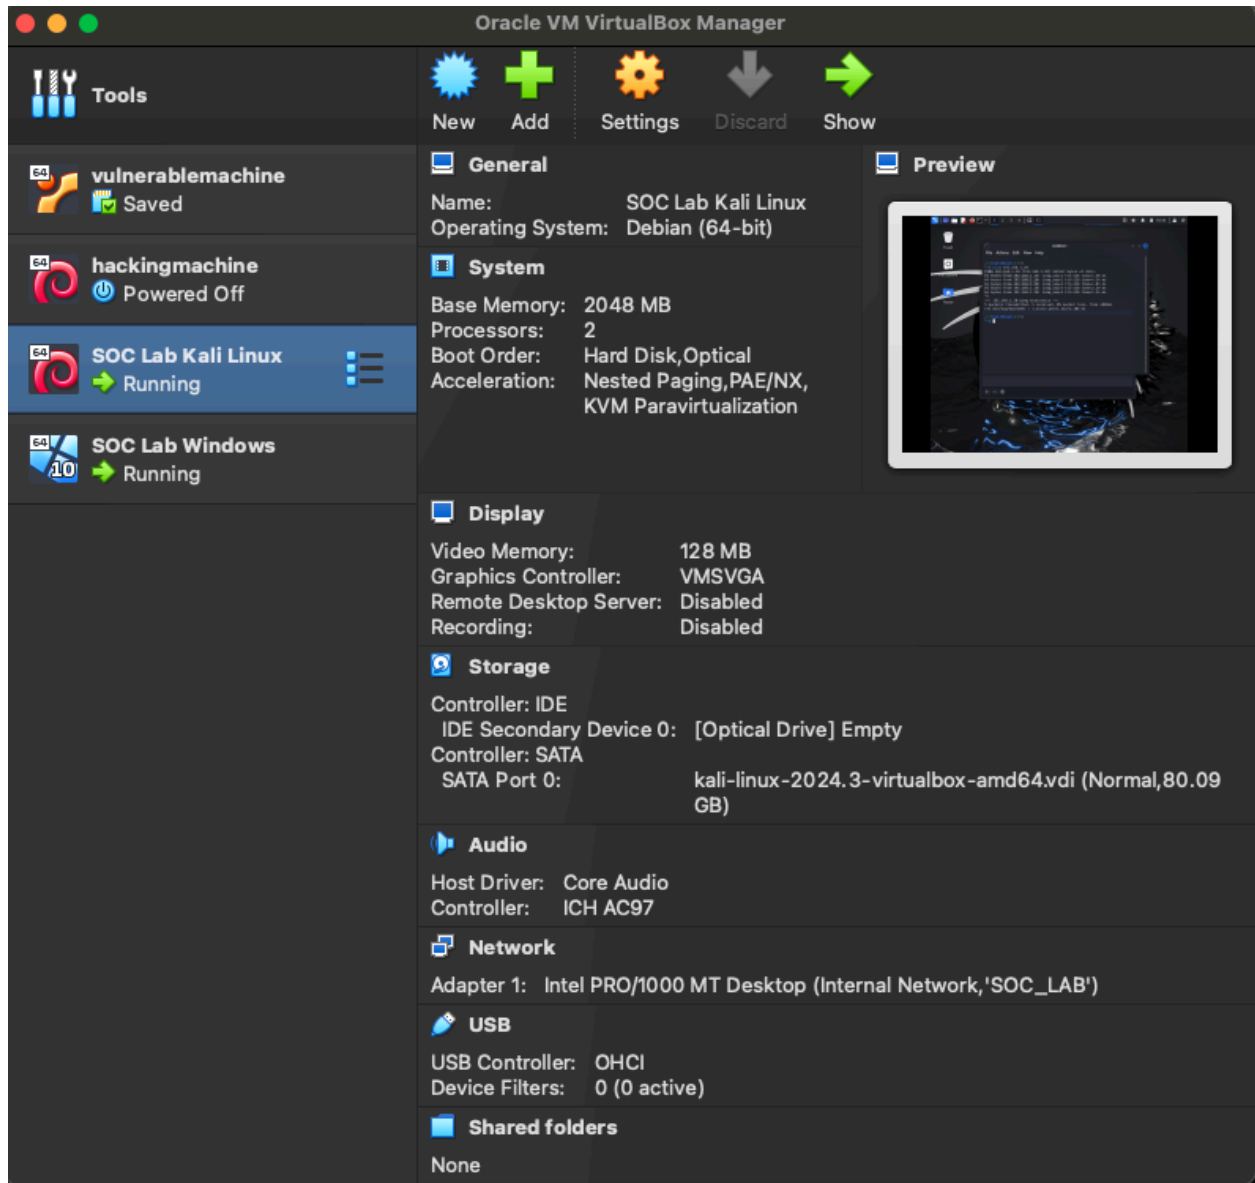 Oracle VM VirtualBox Manager
Tools
New Add Settings Discard Show
64
vulnerablemachine
Saved
64
hackingmachine
Powered Off
64
SOC Lab Kali Linux
Running
64
10
SOC Lab Windows
Running
General
Name: SOC Lab Kali Linux
Operating System: Debian (64-bit)
System
Base Memory: 2048 MB
Processors: 2
Boot Order: Hard Disk,Optical
Acceleration: Nested Paging,PAE/NX,
KVM Paravirtualization
Preview
Display
Video Memory: 128 MB
Graphics Controller: VMSVGA
Remote Desktop Server: Disabled
Recording: Disabled
Storage
Controller: IDE
IDE Secondary Device 0: [Optical Drive] Empty
Controller: SATA
SATA Port 0: kali-linux-2024.3-virtualbox-amd64.vdi (Normal,80.09
GB)
Audio
Host Driver: Core Audio
Controller: ICH AC97
Network
Adapter 1: Intel PRO/1000 MT Desktop (Internal Network,'SOC_LAB')
USB
USB Controller: OHCI
Device Filters: 0 (0 active)
Shared folders
None